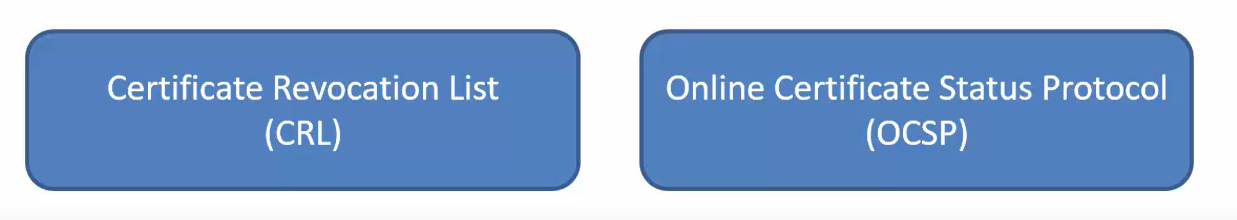 Certificate Revocation List
(CRL)
Online Certificate Status Protocol
(OCSP)